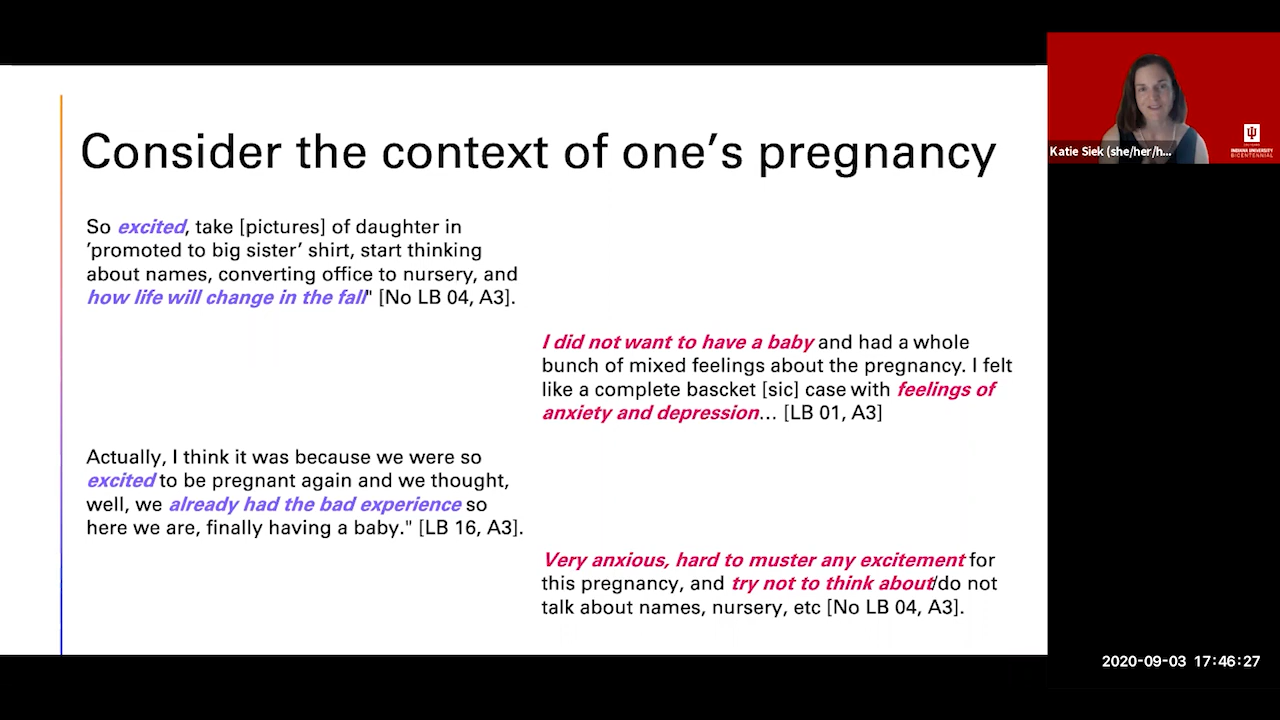 Consider the context of one's pregnancy
So excited, take [pictures] of daughter in
'promoted to big sister' shirt, start thinking
about names, converting office to nursery, and
how life will change in the fall" [No LB 04, A3].
I did not want to have a baby and had a whole
bunch of mixed feelings about the pregnancy. I felt
like a complete bascket [sic] case with feelings of
anxiety and depression... [LB 01, A3]
Actually, I think it was because we were so
excited to be pregnant again and we thought,
well, we already had the bad experience so
here we are, finally having a baby." [LB 16, A3].
Very anxious, hard to muster any excitement for
this pregnancy, and try not to think about/do not
talk about names, nursery, etc [No LB 04, A3].
Katie Siek (she/her/h...
INDIANA UNIVERSITY
BICENTENNIAL
2020-09-03 17:46:27